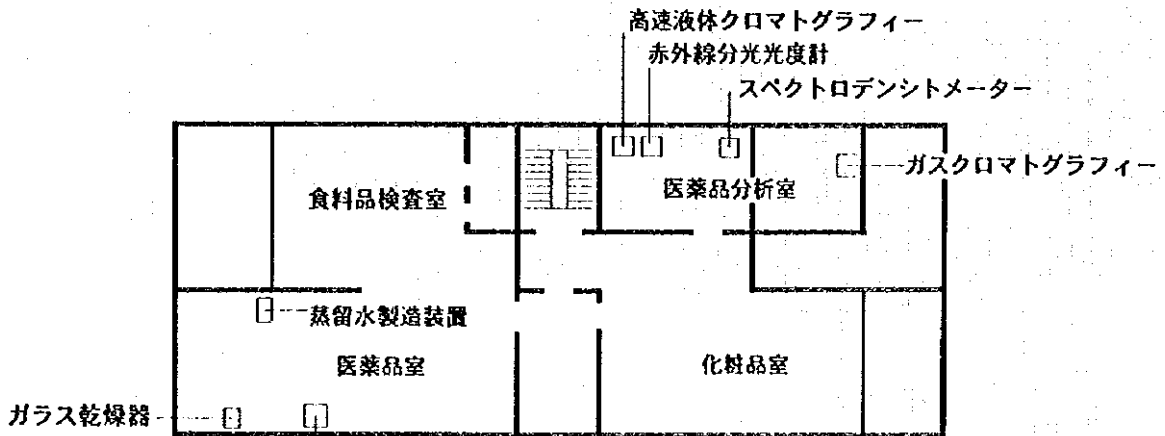 高速液体クロマトグラフィー
赤外線分光光度計
スペクトロデンシトメーター
ガスクロマトグラフィー
食料品検査室
医薬品分析室
蒸留水製造装置
医薬品室
化粧品室
ガラス乾燥器